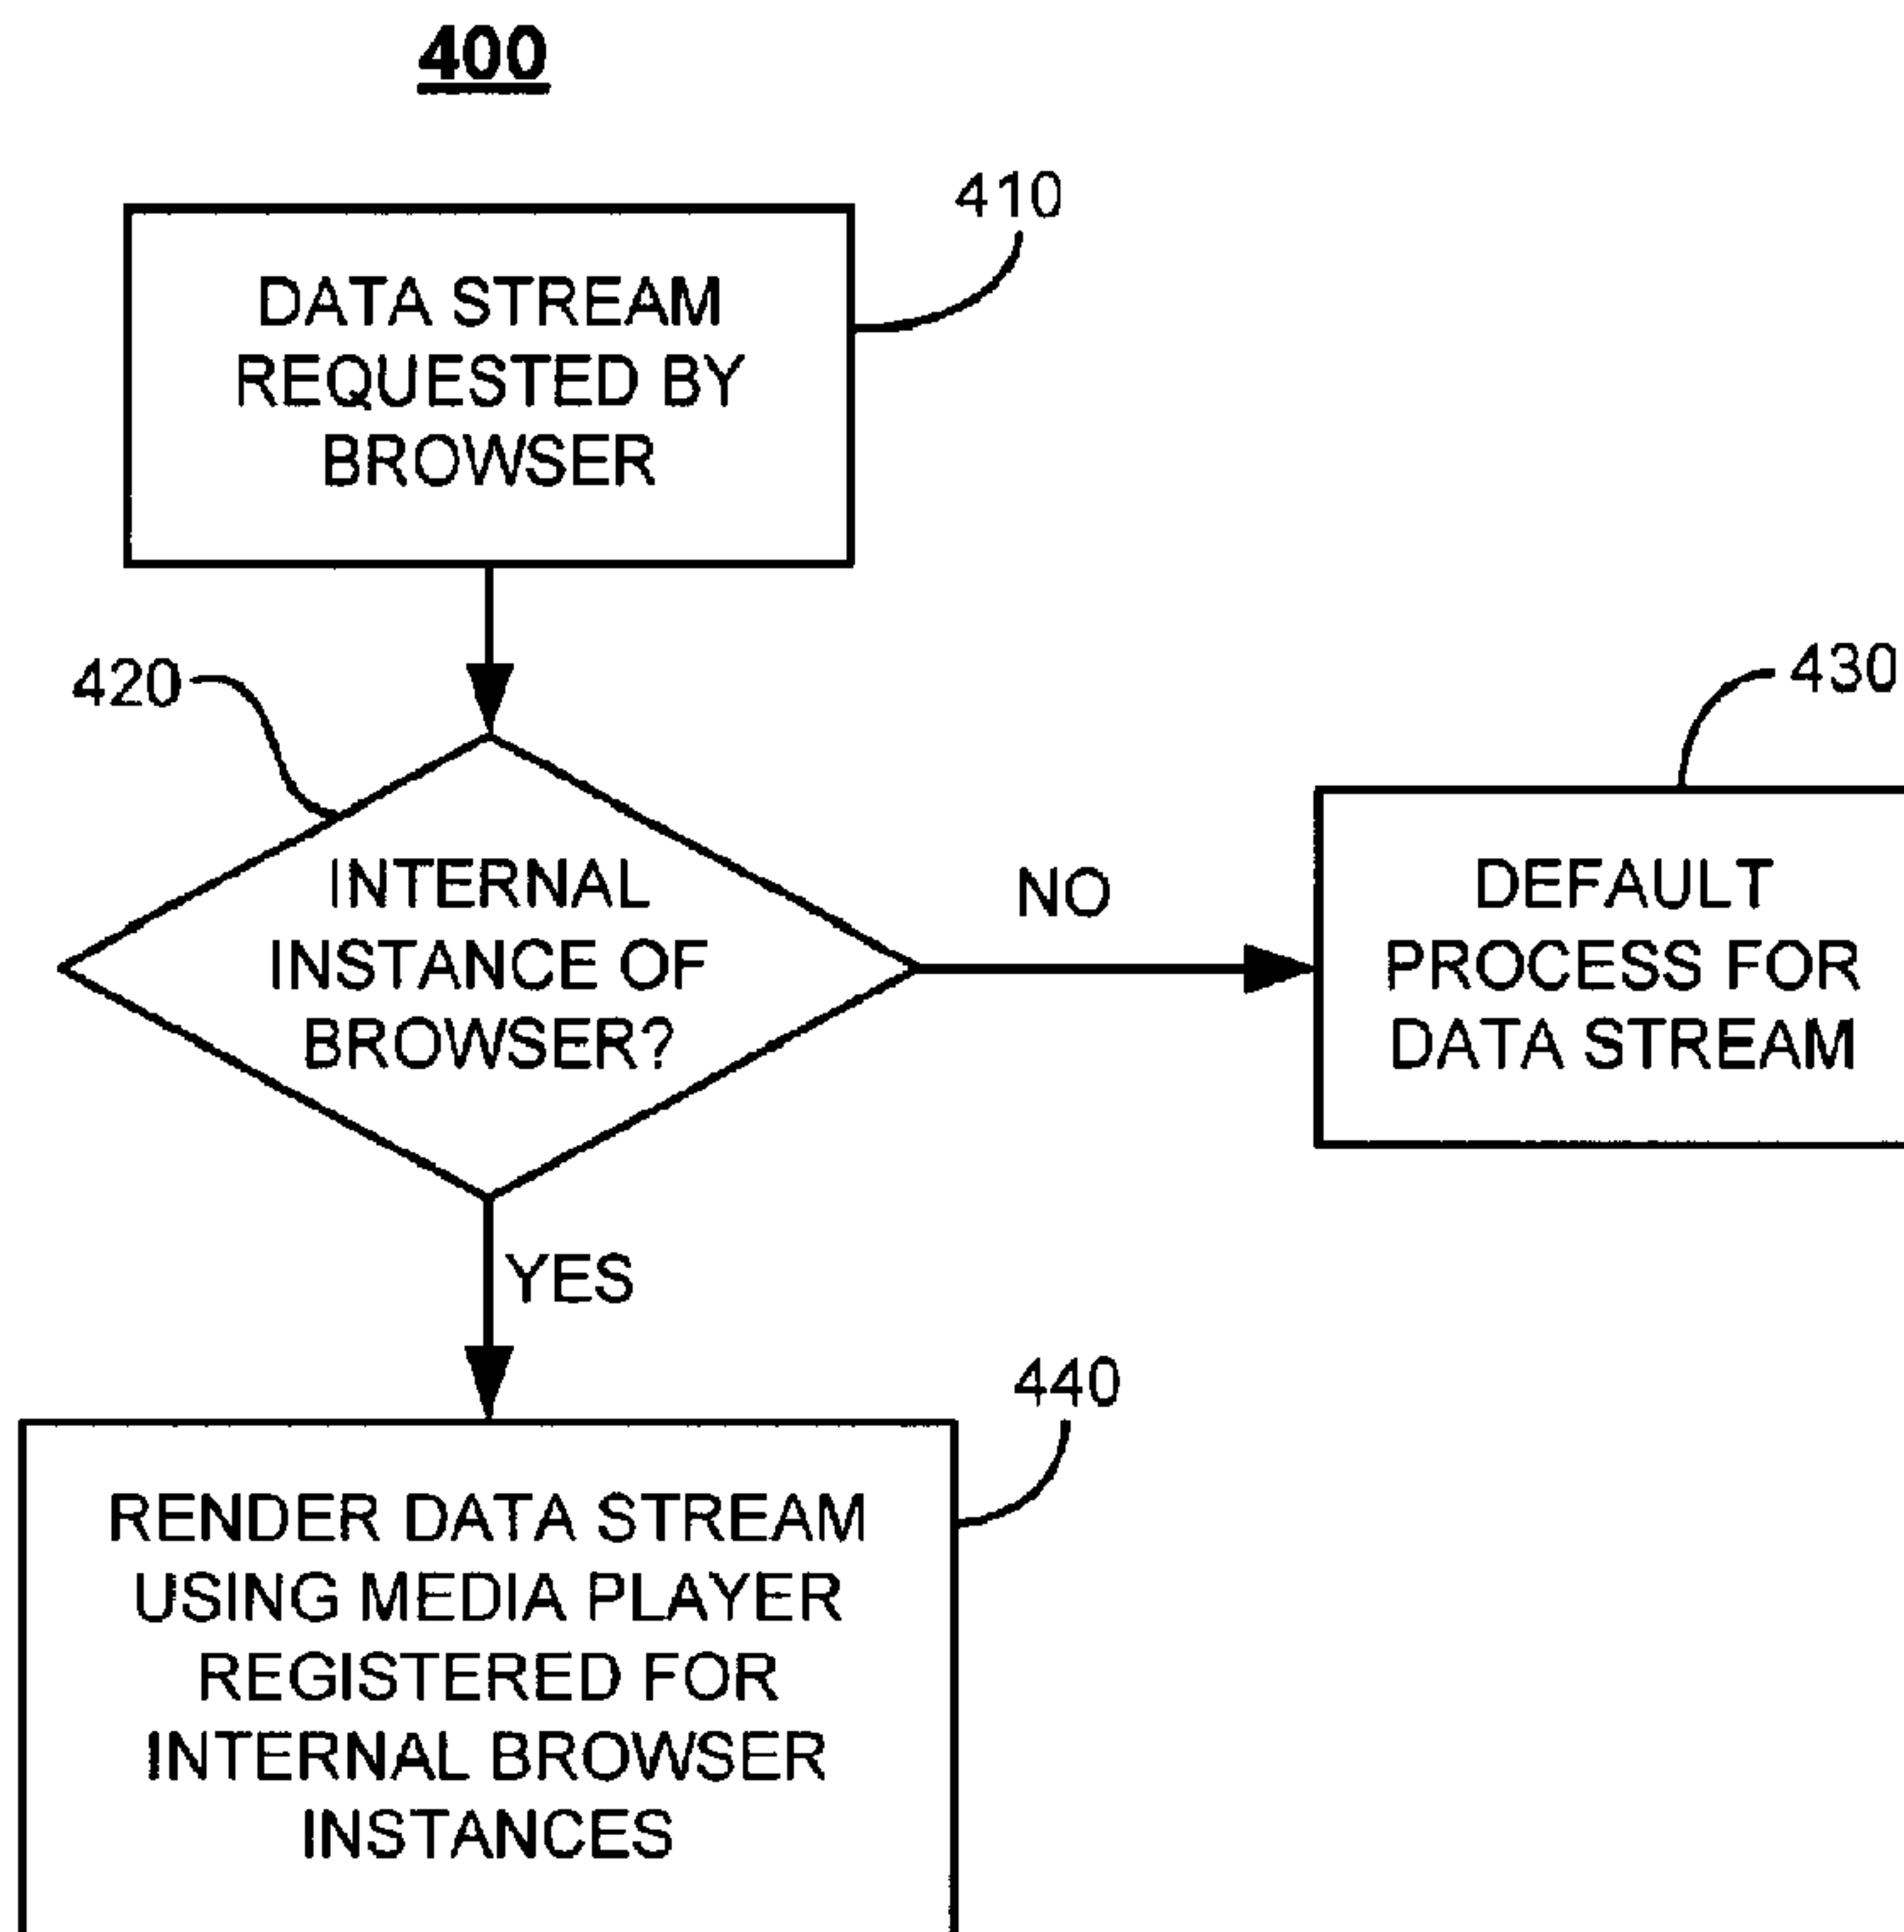 400
410
DATA STREAM
REQUESTED BY
BROWSER
420
INTERNAL
INSTANCE OF
BROWSER?
NO
430
DEFAULT
PROCESS FOR
DATA STREAM
YES
440
RENDER DATA STREAM
USING MEDIA PLAYER
REGISTERED FOR
INTERNAL BROWSER
INSTANCES